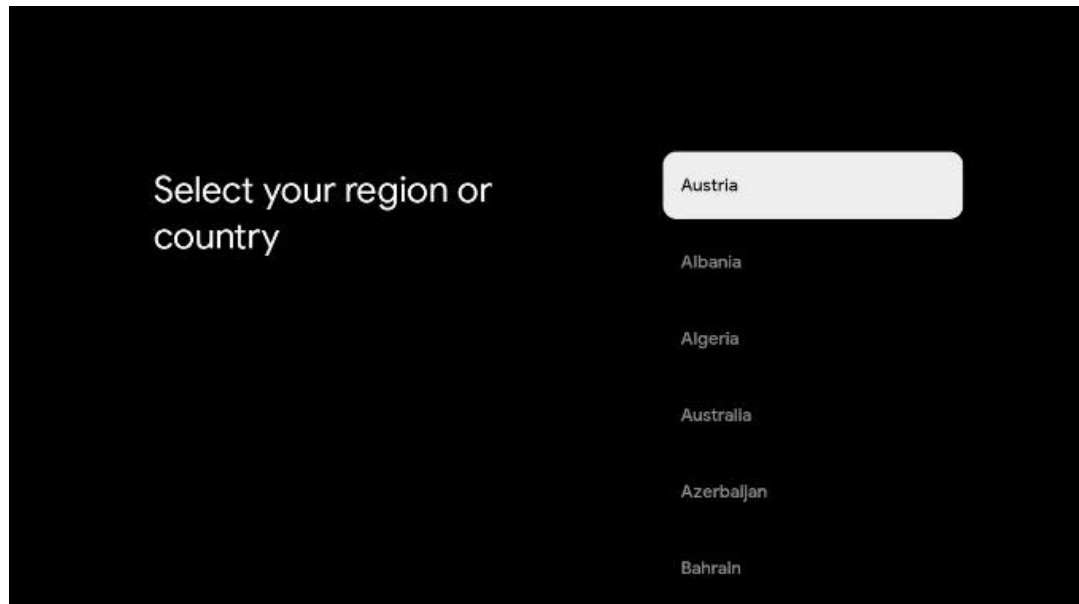 Select your region or
country
Austria
Albania
Algeria
Australia
Azerbaijan
Bahrain